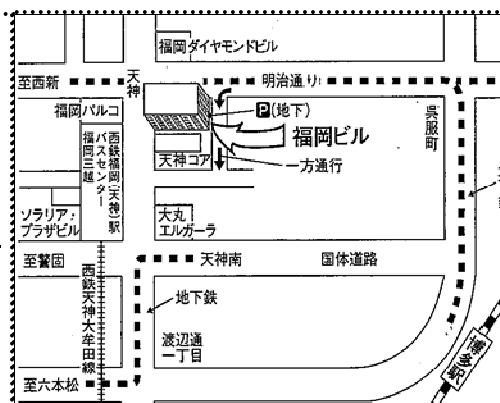 福岡ダイヤモンドビル
至西新
天神
明治通り
福岡パルコ
P(地下)
呉服町
福岡ビル
西鉄福岡(天神)駅
バスセンター
福岡三越
天神コア
一方通行
ソラリア
プラザビル
大丸
エルガーラ
至警固
天神南
国体道路
西鉄天神大牟田線
地下鉄
渡辺通
一丁目
博多駅
至六本松